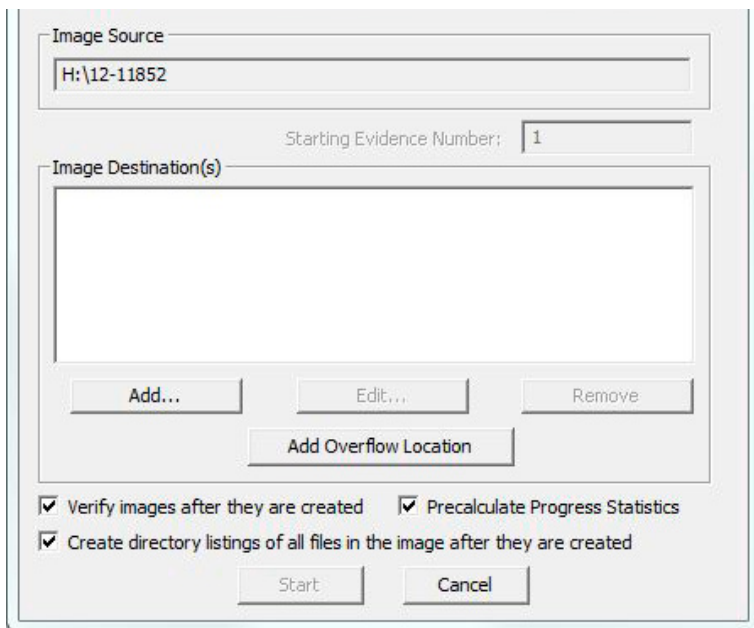 Image Source
H:\12-11852
Starting Evidence Number: 1
Image Destination(s)
Add... Edit... Remove
Add Overflow Location
Verify images after they are created Precalculate Progress Statistics
Create directory listings of all files in the image after they are created
Start Cancel